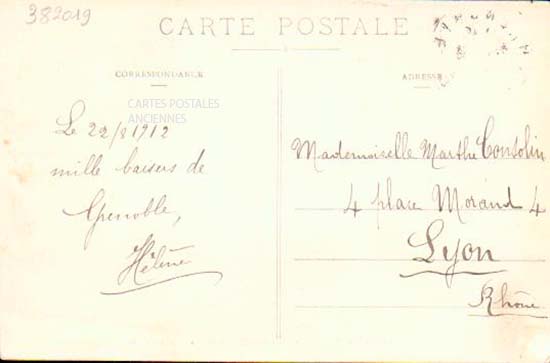 382019
CARTE POSTALE
CORRESPONDANCE
ADRESSE
CARTES POSTALES
ANCIENNES
Le 22/8 1912
mille baisers de
Grenoble,
Hélène
Mademoiselle Marthe Consolin
4 place Morand 4
Lyon
Rhône